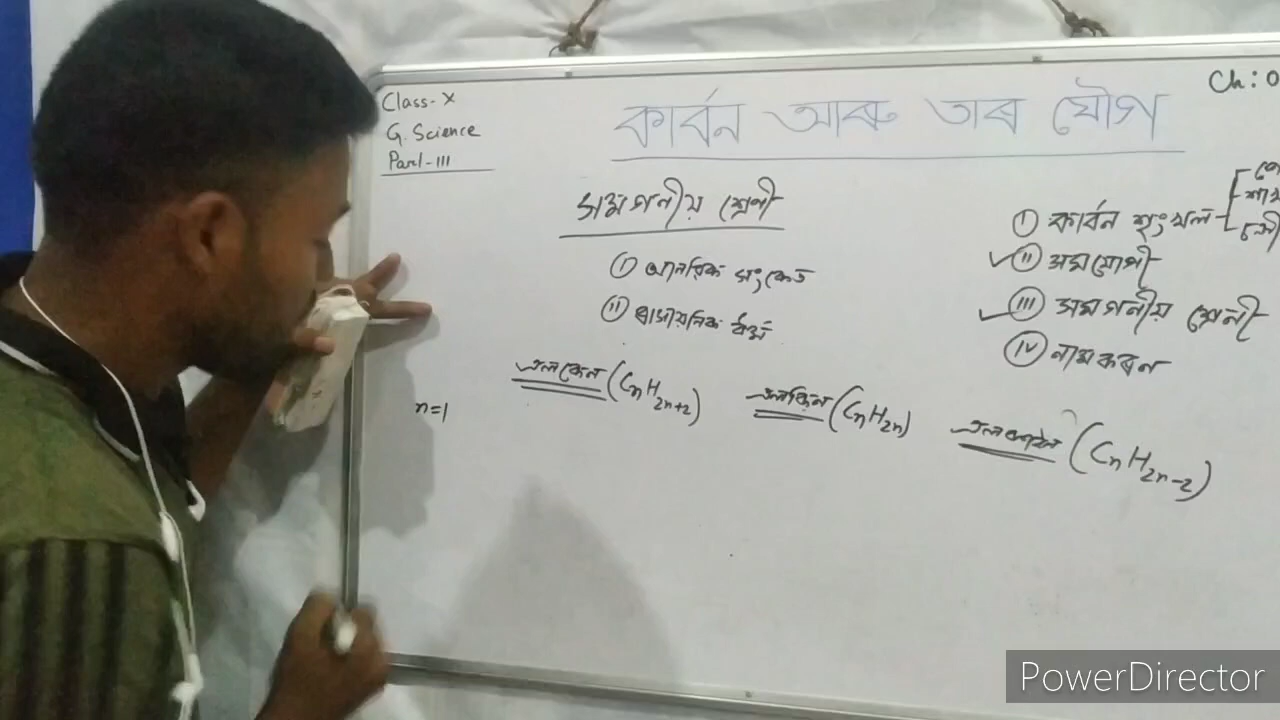 Class-X
G. Science
Part-III
Ch: 0
কাৰ্বন আৰু তাৰ যৌগ
সমগণীয় শ্ৰেণী
(i) আনৱিক সংকেত
(ii) ৰাসায়নিক ধৰ্ম
(i) কাৰ্বন শৃংখল
(ii) সমযোগী
(iii) সমগণীয় শ্ৰেণী
(iv) নামকৰণ
n=1
এলকেন (CnH2n+2)
এলকিন (CnH2n)
এলকাইন (CnH2n-2)
PowerDirector